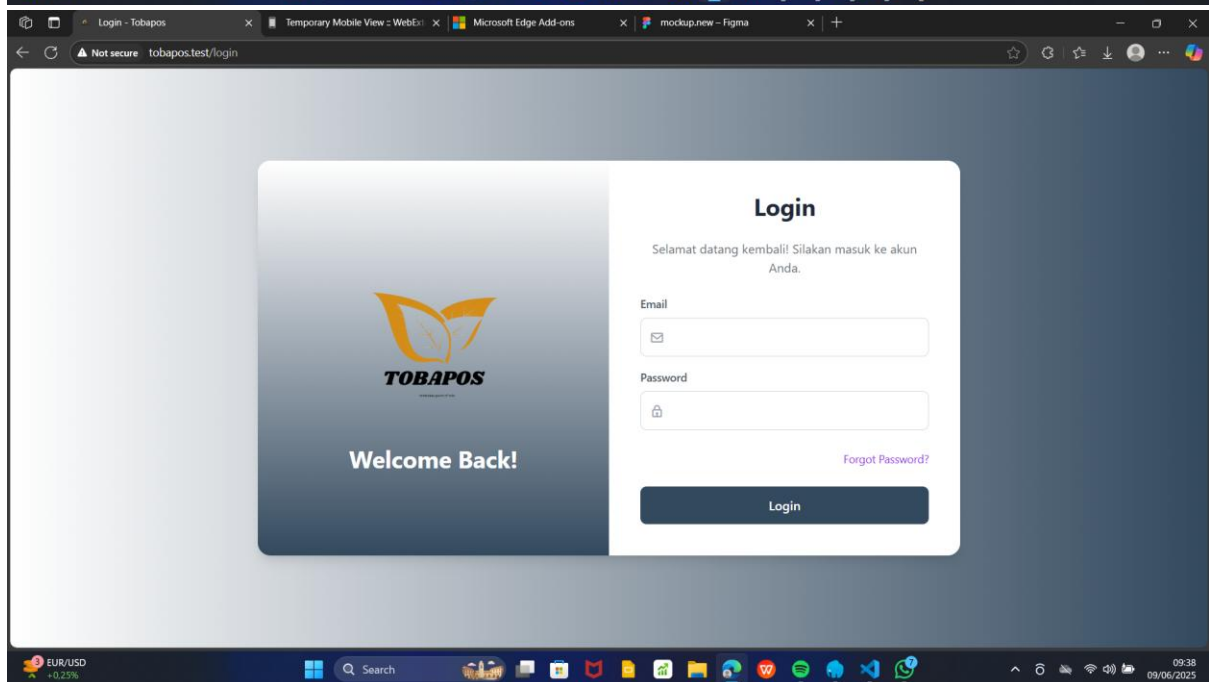 Login - Tobapos
Temporary Mobile View :: WebExt
Microsoft Edge Add-ons
mockup.new – Figma
Not secure
tobapos.test/login
TOBAPOS
Welcome Back!
Login
Selamat datang kembali! Silakan masuk ke akun
Anda.
Email
Password
Forgot Password?
Login
3
EUR/USD
+0,25%
Search
09:38
09/06/2025